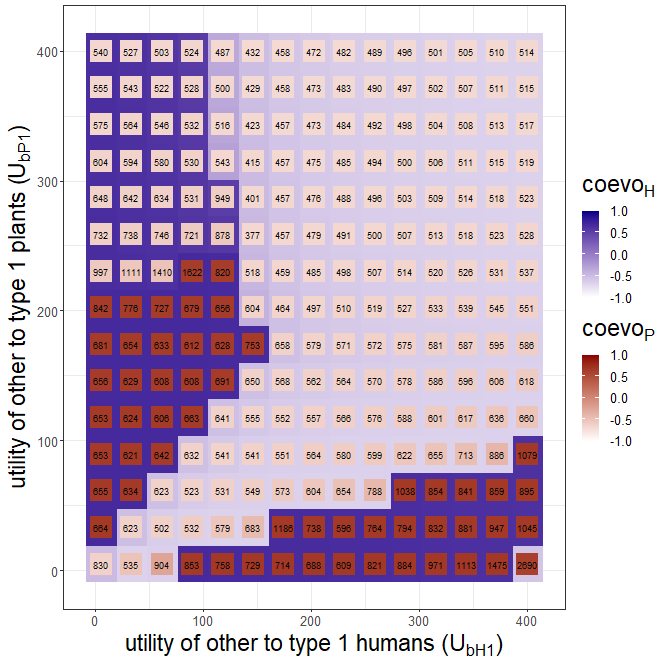 400
540 527 503 524 487 432 458 472 482 489 496 501 505 510 514
555 543 522 528 500 429 458 473 483 490 497 502 507 511 515
575 564 546 532 516 423 457 473 484 492 498 504 508 513 517
604 594 580 530 543 415 457 475 485 494 500 506 511 515 519
300
648 642 634 531 949 401 457 476 488 496 503 509 514 518 523
732 738 746 721 878 377 457 479 491 500 507 513 518 523 528
997 1111 1410 1622 820 518 459 485 498 507 514 520 526 531 537
200
842 776 727 679 656 604 464 497 510 519 527 533 539 545 551
681 654 633 612 628 753 658 579 571 572 575 581 587 595 586
656 629 608 608 691 650 568 562 564 570 578 586 596 606 618
653 624 606 663 641 555 552 557 566 576 588 601 617 636 660
100
653 621 642 632 541 541 551 564 580 599 622 655 713 886 1079
655 634 623 523 531 549 573 604 654 788 1038 854 841 859 895
664 623 502 532 579 683 1186 738 596 764 794 832 881 947 1045
0
830 535 904 853 758 729 714 688 609 821 884 971 1113 1475 2690
0 100 200 300 400
utility of other to type 1 humans (UbH1)
utility of other to type 1 plants (UbP1)
coevoH
1.0
0.5
0.0
-0.5
-1.0
coevoP
1.0
0.5
0.0
-0.5
-1.0